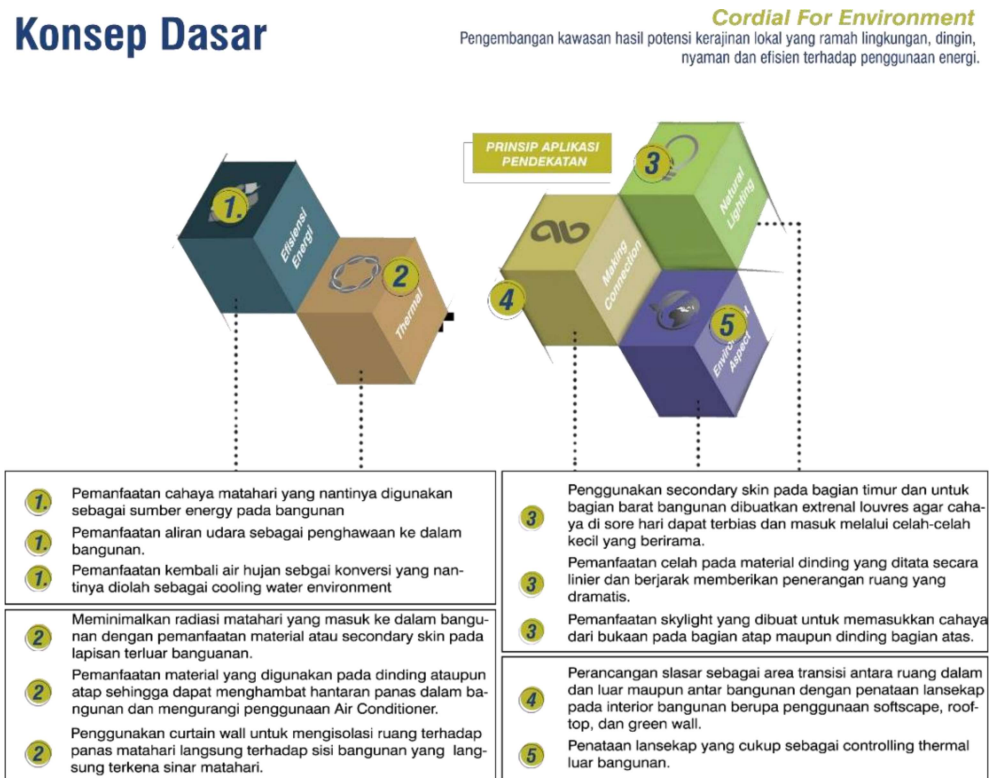 Konsep Dasar
Cordial For Environment
Pengembangan kawasan hasil potensi kerajinan lokal yang ramah lingkungan, dingin,
nyaman dan efisien terhadap penggunaan energi.
PRINSIP APLIKASI
PENDEKATAN
1.
Efisiensi
Energi
2
Thermal
3
Natural
Lighting
4
Making
Connection
5
Aspect
1. Pemanfaatan cahaya matahari yang nantinya digunakan
sebagai sumber energy pada bangunan
1. Pemanfaatan aliran udara sebagai penghawaan ke dalam
bangunan.
1. Pemanfaatan kembali air hujan sebgai konversi yang nan-
tinya diolah sebagai cooling water environment
2 Meminimalkan radiasi matahari yang masuk ke dalam bangu-
nan dengan pemanfaatan material atau secondary skin pada
lapisan terluar banguanan.
2 Pemanfaatan material yang digunakan pada dinding ataupun
atap sehingga dapat menghambat hantaran panas dalam ba-
ngunan dan mengurangi penggunaan Air Conditioner.
2 Penggunakan curtain wall untuk mengisolasi ruang terhadap
panas matahari langsung terhadap sisi bangunan yang lang-
sung terkena sinar matahari.
3 Penggunakan secondary skin pada bagian timur dan untuk
bagian barat bangunan dibuatkan extrenal louvres agar caha-
ya di sore hari dapat terbias dan masuk melalui celah-celah
kecil yang berirama.
3 Pemanfaatan celah pada material dinding yang ditata secara
linier dan berjarak memberikan penerangan ruang yang
dramatis.
3 Pemanfaatan skylight yang dibuat untuk memasukkan cahaya
dari bukaan pada bagian atap maupun dinding bagian atas.
4 Perancangan slasar sebagai area transisi antara ruang dalam
dan luar maupun antar bangunan dengan penataan lansekap
pada interior bangunan berupa penggunaan softscape, roof-
top, dan green wall.
5 Penataan lansekap yang cukup sebagai controlling thermal
luar bangunan.